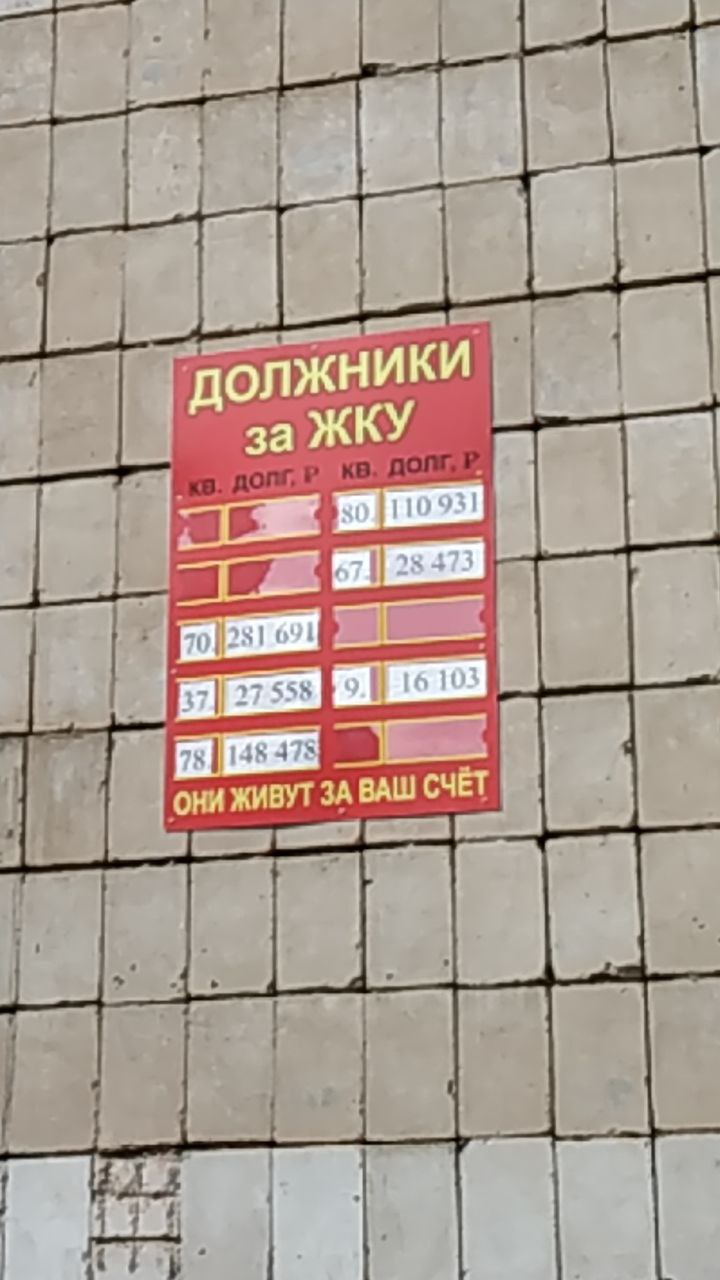 ДОЛЖНИКИ
за ЖКУ
КВ. ДОЛГ, Р КВ. ДОЛГ, Р
80. 110 931
67. 28 473
70. 281 691
37. 27 558 9. 16 103
78. 148 478
ОНИ ЖИВУТ ЗА ВАШ СЧЁТ